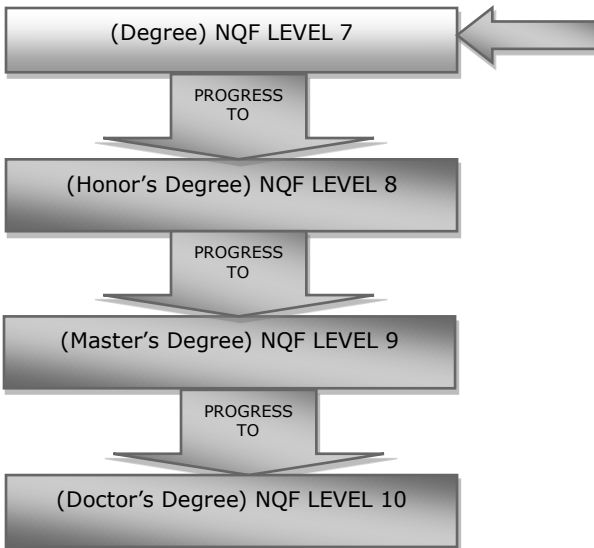 (Degree) NQF LEVEL 7
PROGRESS
TO
(Honor’s Degree) NQF LEVEL 8
PROGRESS
TO
(Master’s Degree) NQF LEVEL 9
PROGRESS
TO
(Doctor’s Degree) NQF LEVEL 10